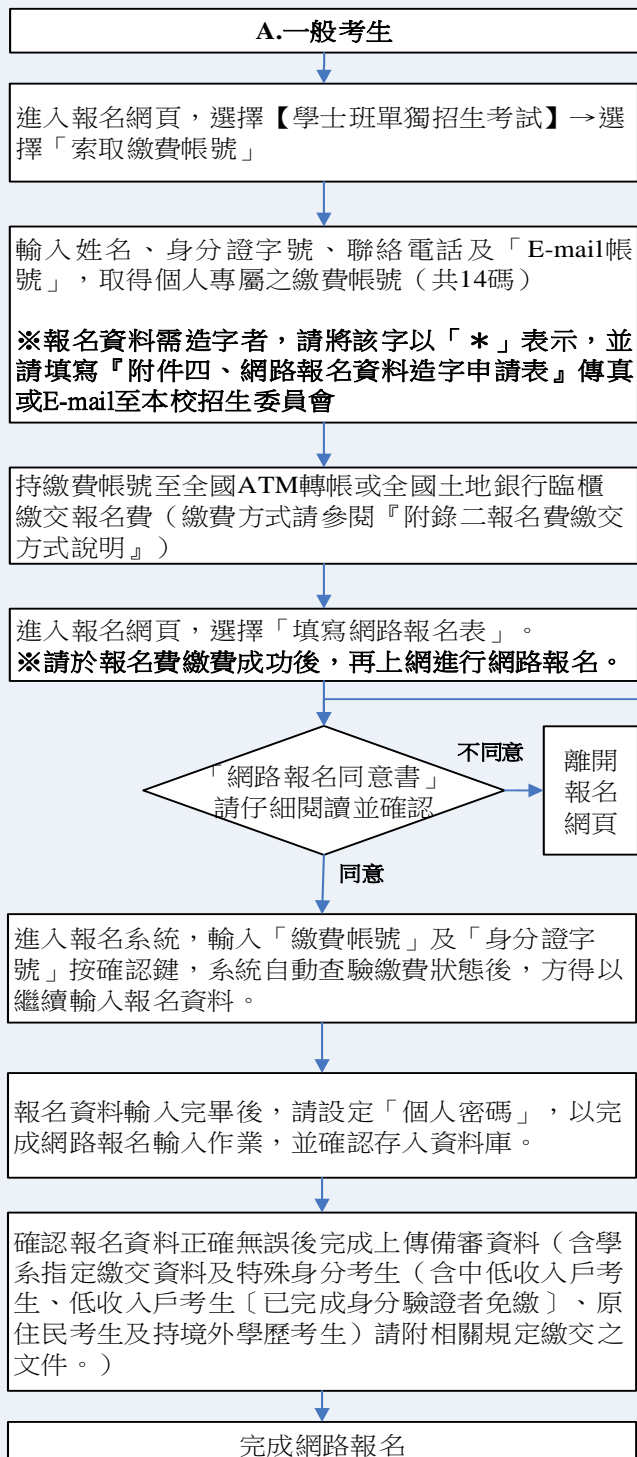 A.一般考生
進入報名網頁，選擇【學士班單獨招生考試】→選
擇「索取繳費帳號」
輸入姓名、身分證字號、聯絡電話及「E-mail帳
號」，取得個人專屬之繳費帳號（共14碼）
※報名資料需造字者，請將該字以「＊」表示，並
請填寫『附件四、網路報名資料造字申請表』傳真
或E-mail至本校招生委員會
持繳費帳號至全國ATM轉帳或全國土地銀行臨櫃
繳交報名費（繳費方式請參閱『附錄二報名費繳交
方式說明』）
進入報名網頁，選擇「填寫網路報名表」。
※請於報名費繳費成功後，再上網進行網路報名。
「網路報名同意書」
請仔細閱讀並確認
不同意
離開
報名
網頁
同意
進入報名系統，輸入「繳費帳號」及「身分證字
號」按確認鍵，系統自動查驗繳費狀態後，方得以
繼續輸入報名資料。
報名資料輸入完畢後，請設定「個人密碼」，以完
成網路報名輸入作業，並確認存入資料庫。
確認報名資料正確無誤後完成上傳備審資料（含學
系指定繳交資料及特殊身分考生（含中低收入戶考
生、低收入戶考生〔已完成身分驗證者免繳〕、原
住民考生及持境外學歷考生）請附相關規定繳交之
文件。）
完成網路報名